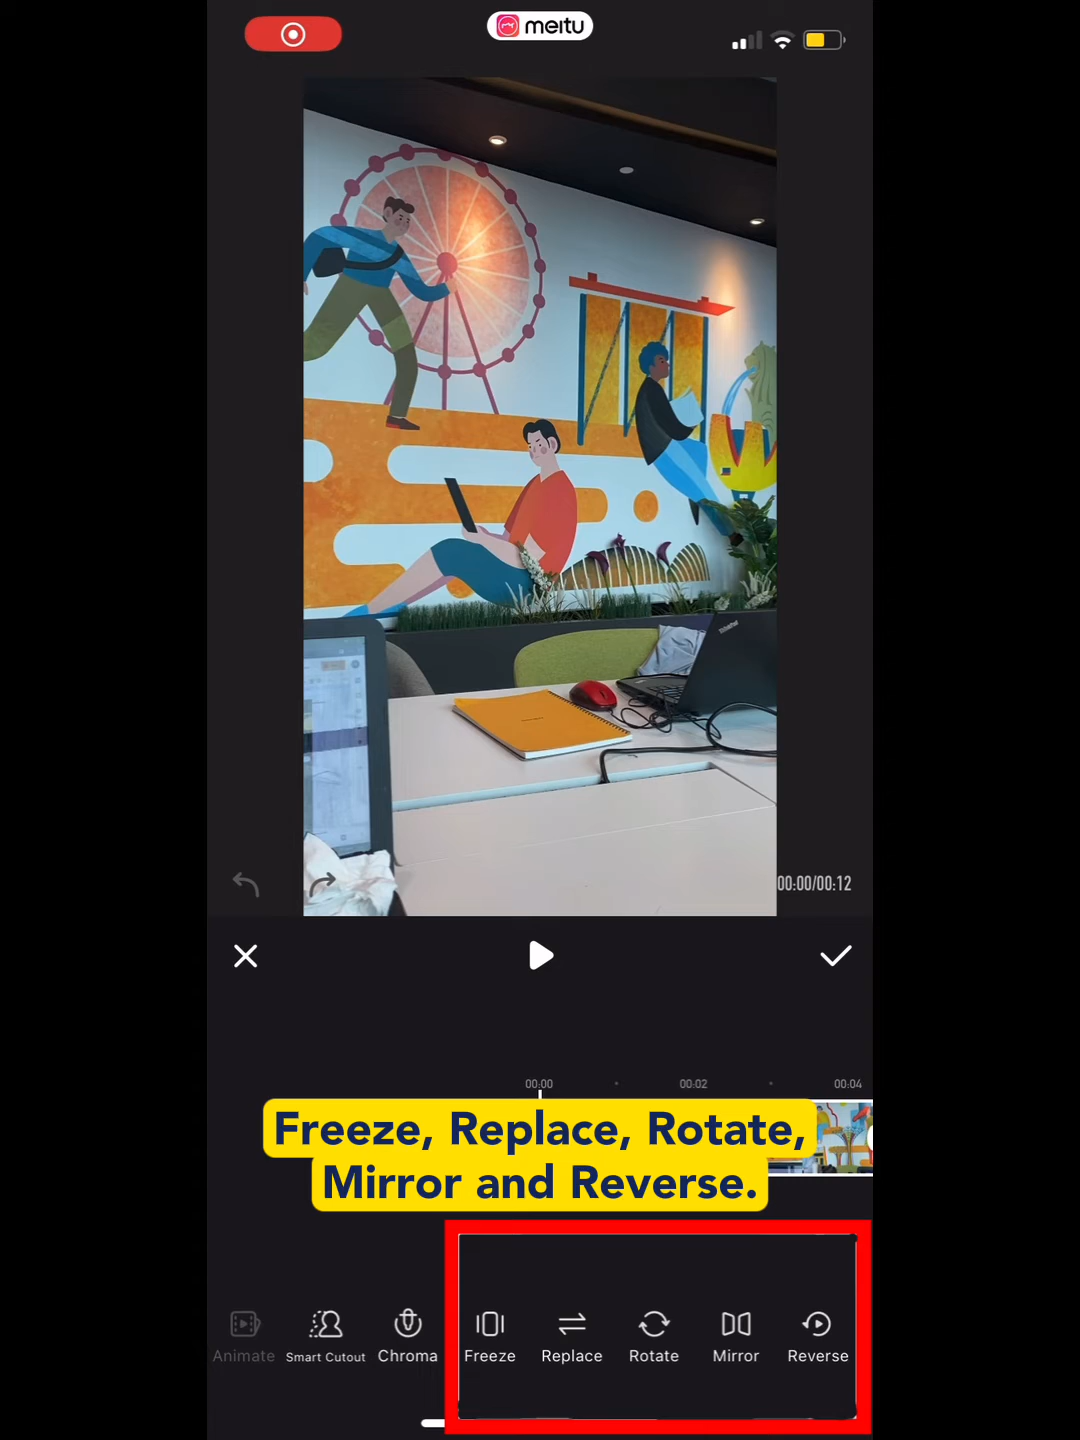 meitu
ThinkPad
00:00/00:12
00:00
00:02
00:04
Freeze, Replace, Rotate,
Mirror and Reverse.
Animate
Smart Cutout
Chroma
Freeze
Replace
Rotate
Mirror
Reverse